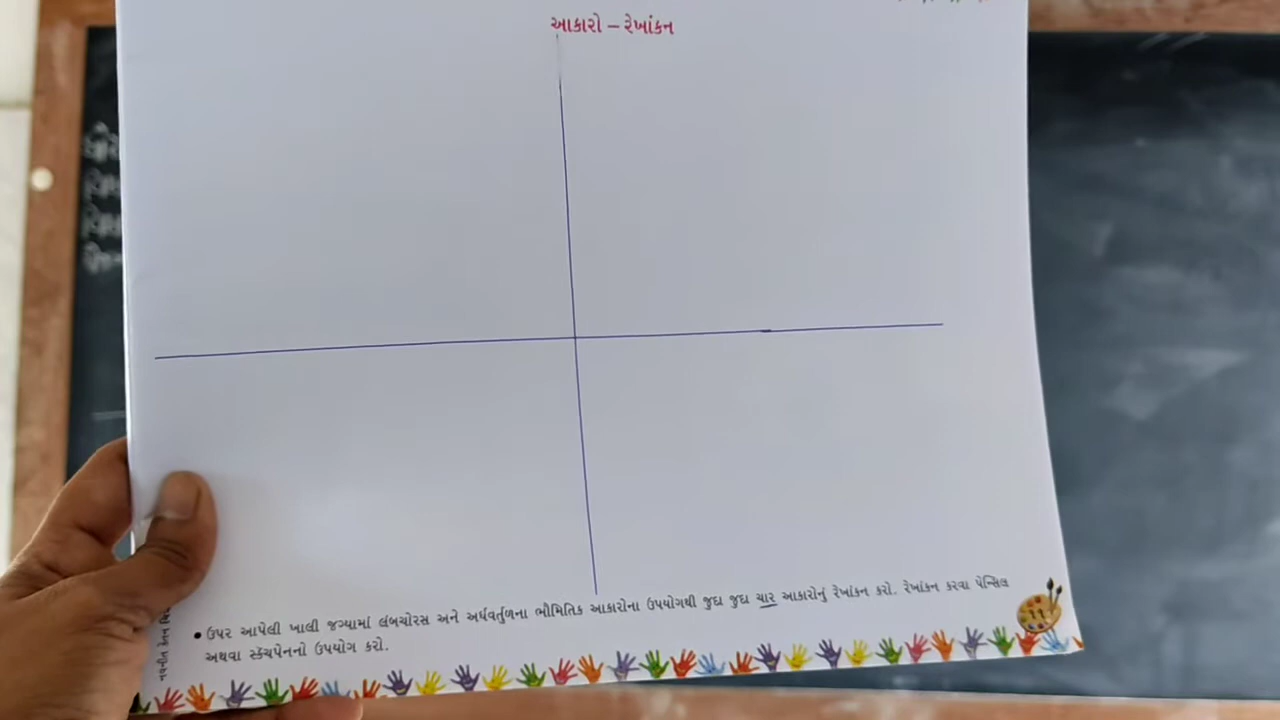 આકારો – રેખાંકન
• ઉપર આપેલી ખાલી જગ્યામાં લંબચોરસ અને અર્ધવર્તુળના ભૌમિતિક આકારોના ઉપયોગથી જુદા જુદા ચાર આકારોનું રેખાંકન કરો. રેખાંકન કરવા પેન્સિલ
અથવા સ્કૅચપેનનો ઉપયોગ કરો.